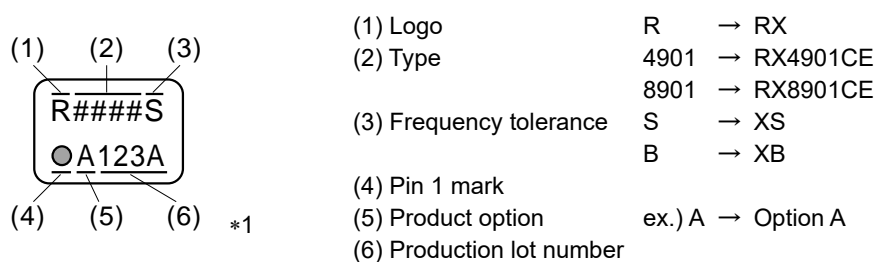 (1) (2) (3)
R####S
A123A
(4) (5) (6) *1
(1) Logo R → RX
(2) Type 4901 → RX4901CE
8901 → RX8901CE
(3) Frequency tolerance S → XS
B → XB
(4) Pin 1 mark
(5) Product option ex.) A → Option A
(6) Production lot number